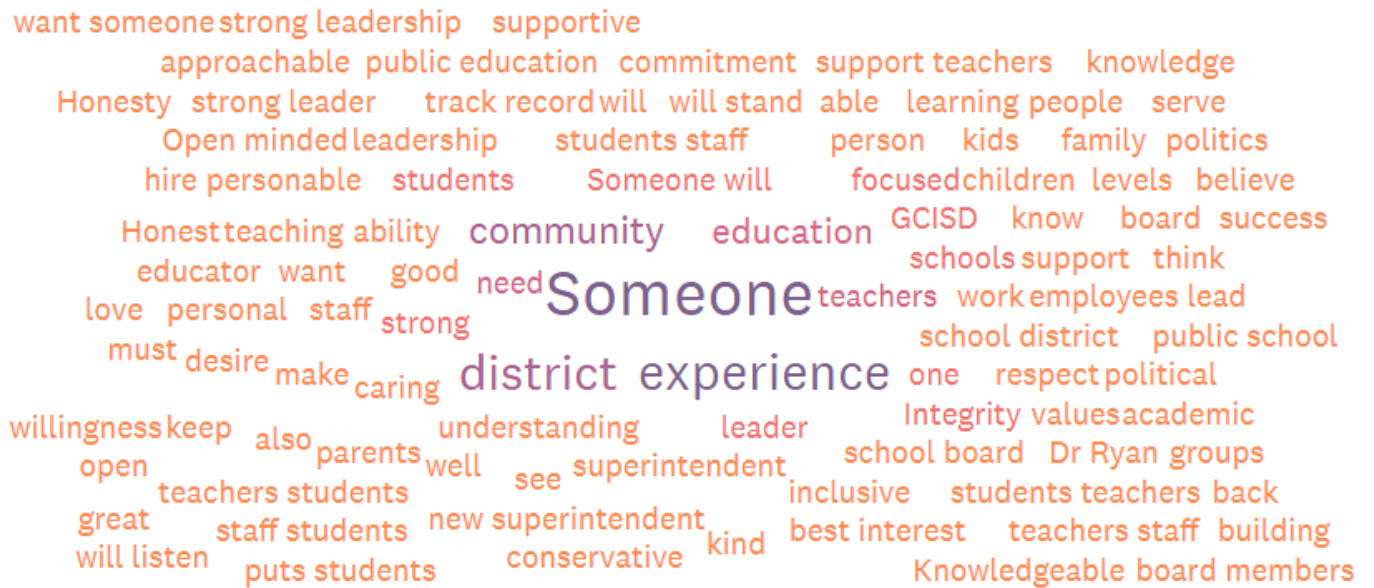 want someone strong leadership supportive
approachable public education commitment support teachers knowledge
Honesty strong leader track record will will stand able learning people serve
Open minded leadership students staff person kids family politics
hire personable students Someone will focused children levels believe
Honest teaching ability community education GCISD know board success
educator want good need Someone teachers schools support think
love personal staff strong work employees lead
must desire make caring district experience school district public school
one respect political
willingness keep also parents understanding leader Integrity values academic
open well see superintendent school board Dr Ryan groups
teachers students inclusive students teachers back
great staff students new superintendent kind best interest teachers staff building
will listen puts students conservative Knowledgeable board members